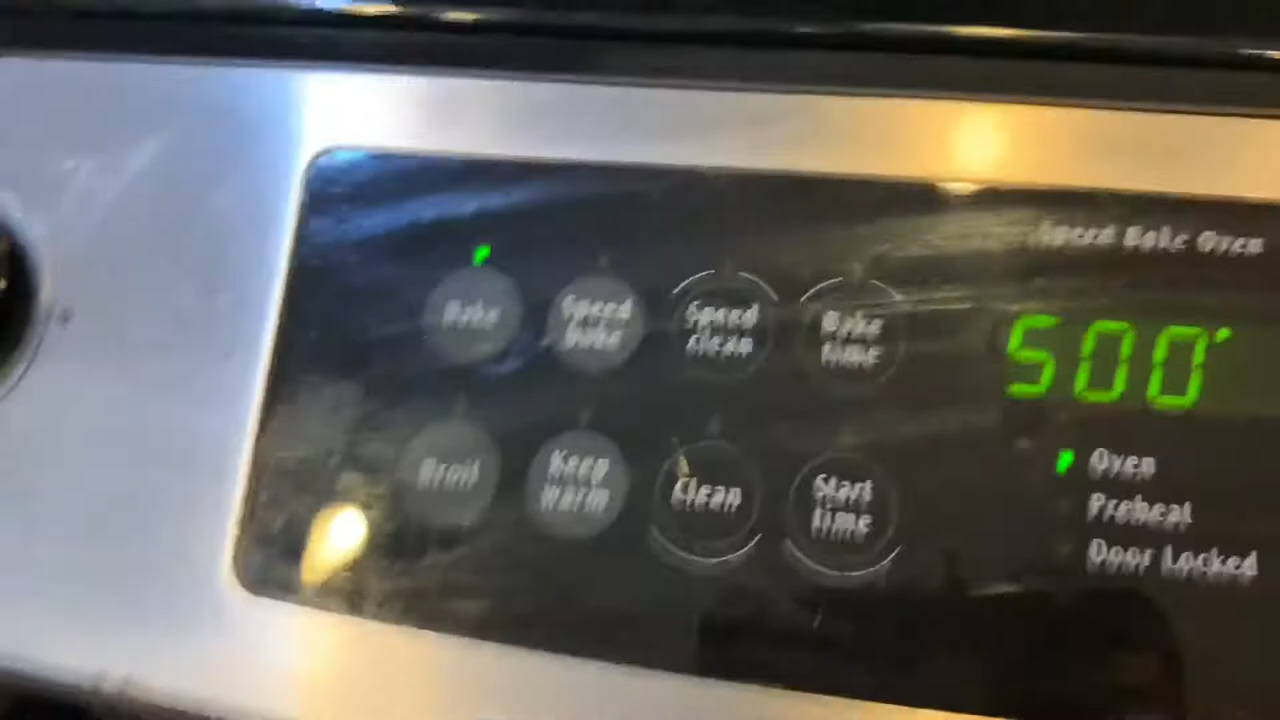 Speed Bake Oven
Bake
Speed
bake
Speed
clean
Bake
time
500°
Broil
Keep
warm
Clean
Start
time
Oven
Preheat
Door Locked